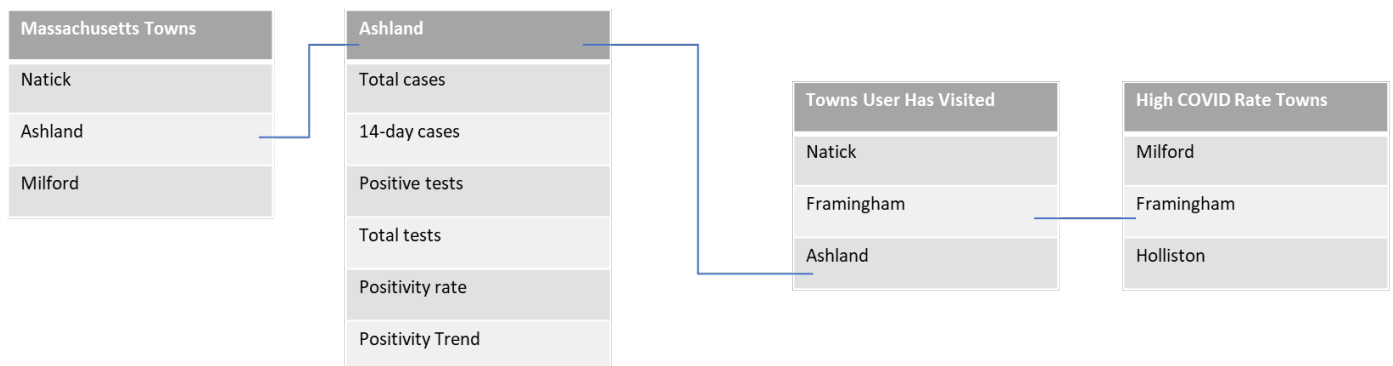 Massachusetts Towns
Natick
Ashland
Milford
Ashland
Total cases
14-day cases
Positive tests
Total tests
Positivity rate
Positivity Trend
Towns User Has Visited
Natick
Framingham
Ashland
High COVID Rate Towns
Milford
Framingham
Holliston